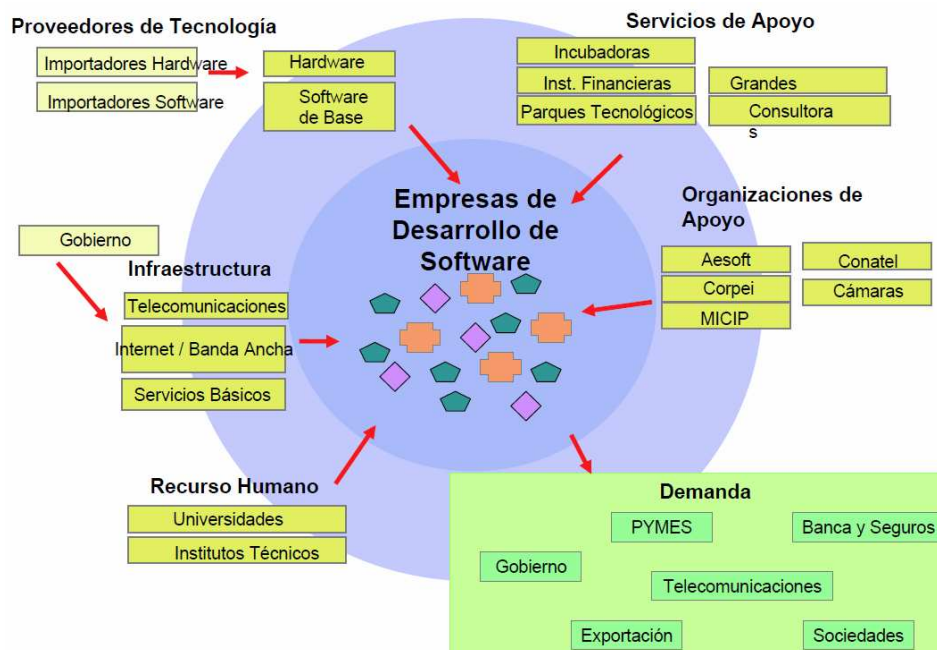 Proveedores de Tecnología
Importadores Hardware
Importadores Software
Hardware
Software
de Base
Servicios de Apoyo
Incubadoras
Inst. Financieras
Parques Tecnológicos
Grandes
Consultora
s
Empresas de
Desarrollo de
Software
Organizaciones de
Apoyo
Aesoft
Corpei
MICIP
Conatel
Cámaras
Gobierno
Infraestructura
Telecomunicaciones
Internet / Banda Ancha
Servicios Básicos
Recurso Humano
Universidades
Institutos Técnicos
Demanda
PYMES
Banca y Seguros
Gobierno
Telecomunicaciones
Exportación
Sociedades